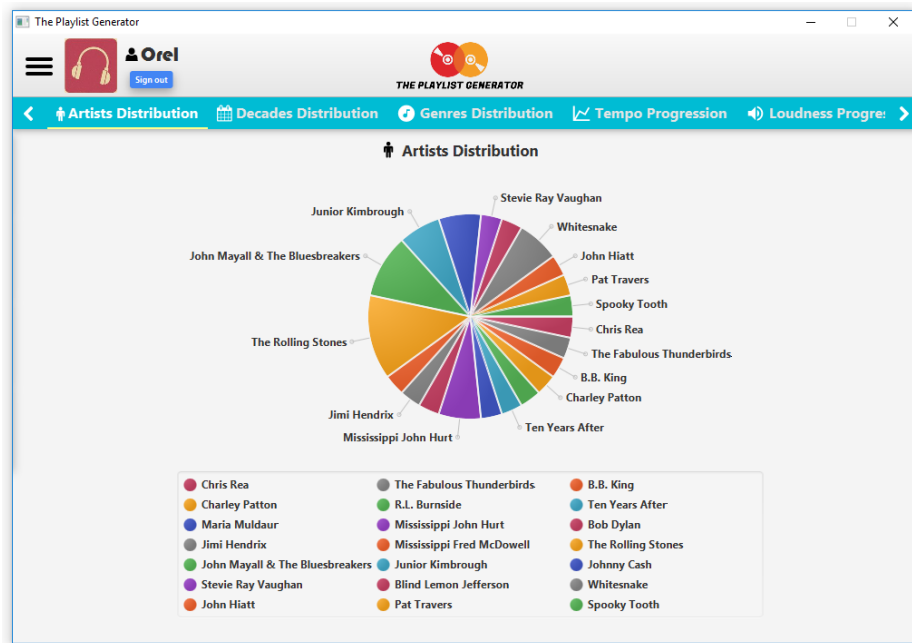 The Playlist Generator
Orel
Sign out
THE PLAYLIST GENERATOR
Artists Distribution
Decades Distribution
Genres Distribution
Tempo Progression
Loudness Progres
Artists Distribution
Stevie Ray Vaughan
Junior Kimbrough
Whitesnake
John Mayall & The Bluesbreakers
John Hiatt
Pat Travers
Spooky Tooth
Chris Rea
The Rolling Stones
The Fabulous Thunderbirds
B.B. King
Charley Patton
Jimi Hendrix
Ten Years After
Mississippi John Hurt
Chris Rea
The Fabulous Thunderbirds
B.B. King
Charley Patton
R.L. Burnside
Ten Years After
Maria Muldaur
Mississippi John Hurt
Bob Dylan
Jimi Hendrix
Mississippi Fred McDowell
The Rolling Stones
John Mayall & The Bluesbreakers
Junior Kimbrough
Johnny Cash
Stevie Ray Vaughan
Blind Lemon Jefferson
Whitesnake
John Hiatt
Pat Travers
Spooky Tooth